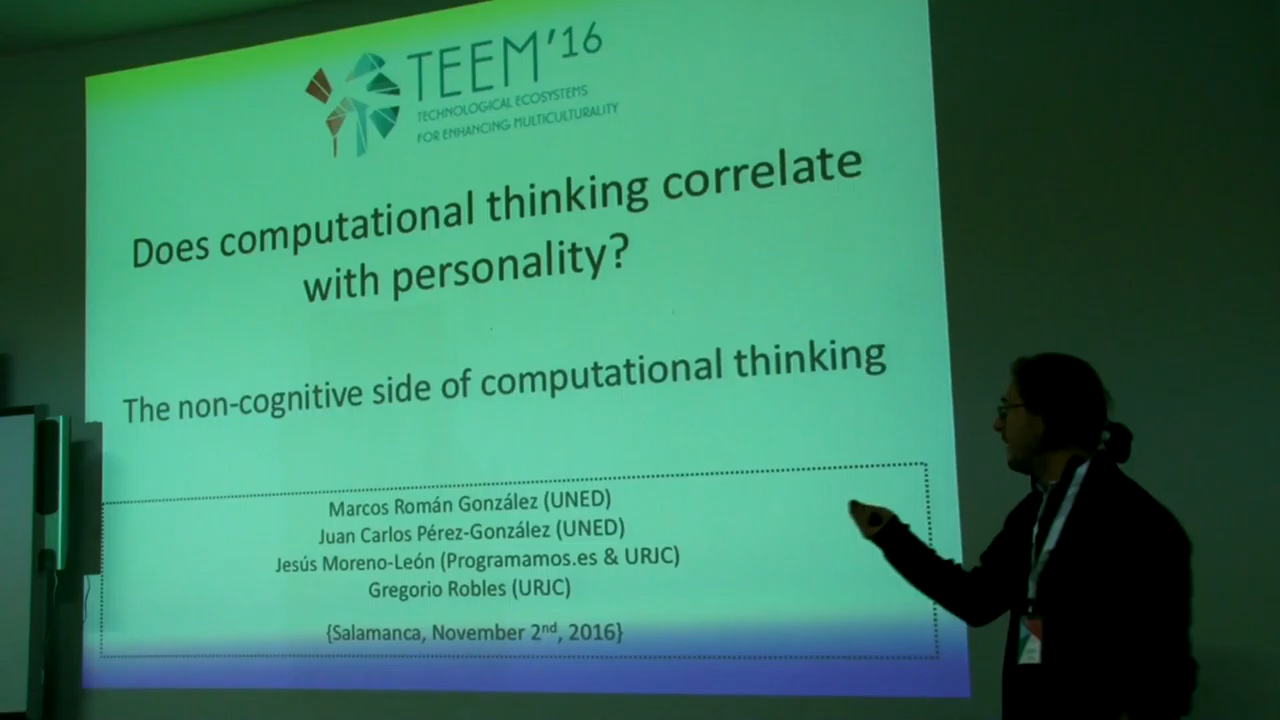 TEEM'16
TECHNOLOGICAL ECOSYSTEMS
FOR ENHANCING MULTICULTURALITY
Does computational thinking correlate
with personality?
The non-cognitive side of computational thinking
Marcos Román González (UNED)
Juan Carlos Pérez-González (UNED)
Jesús Moreno-León (Programamos.es & URJC)
Gregorio Robles (URJC)
{Salamanca, November 2nd, 2016}